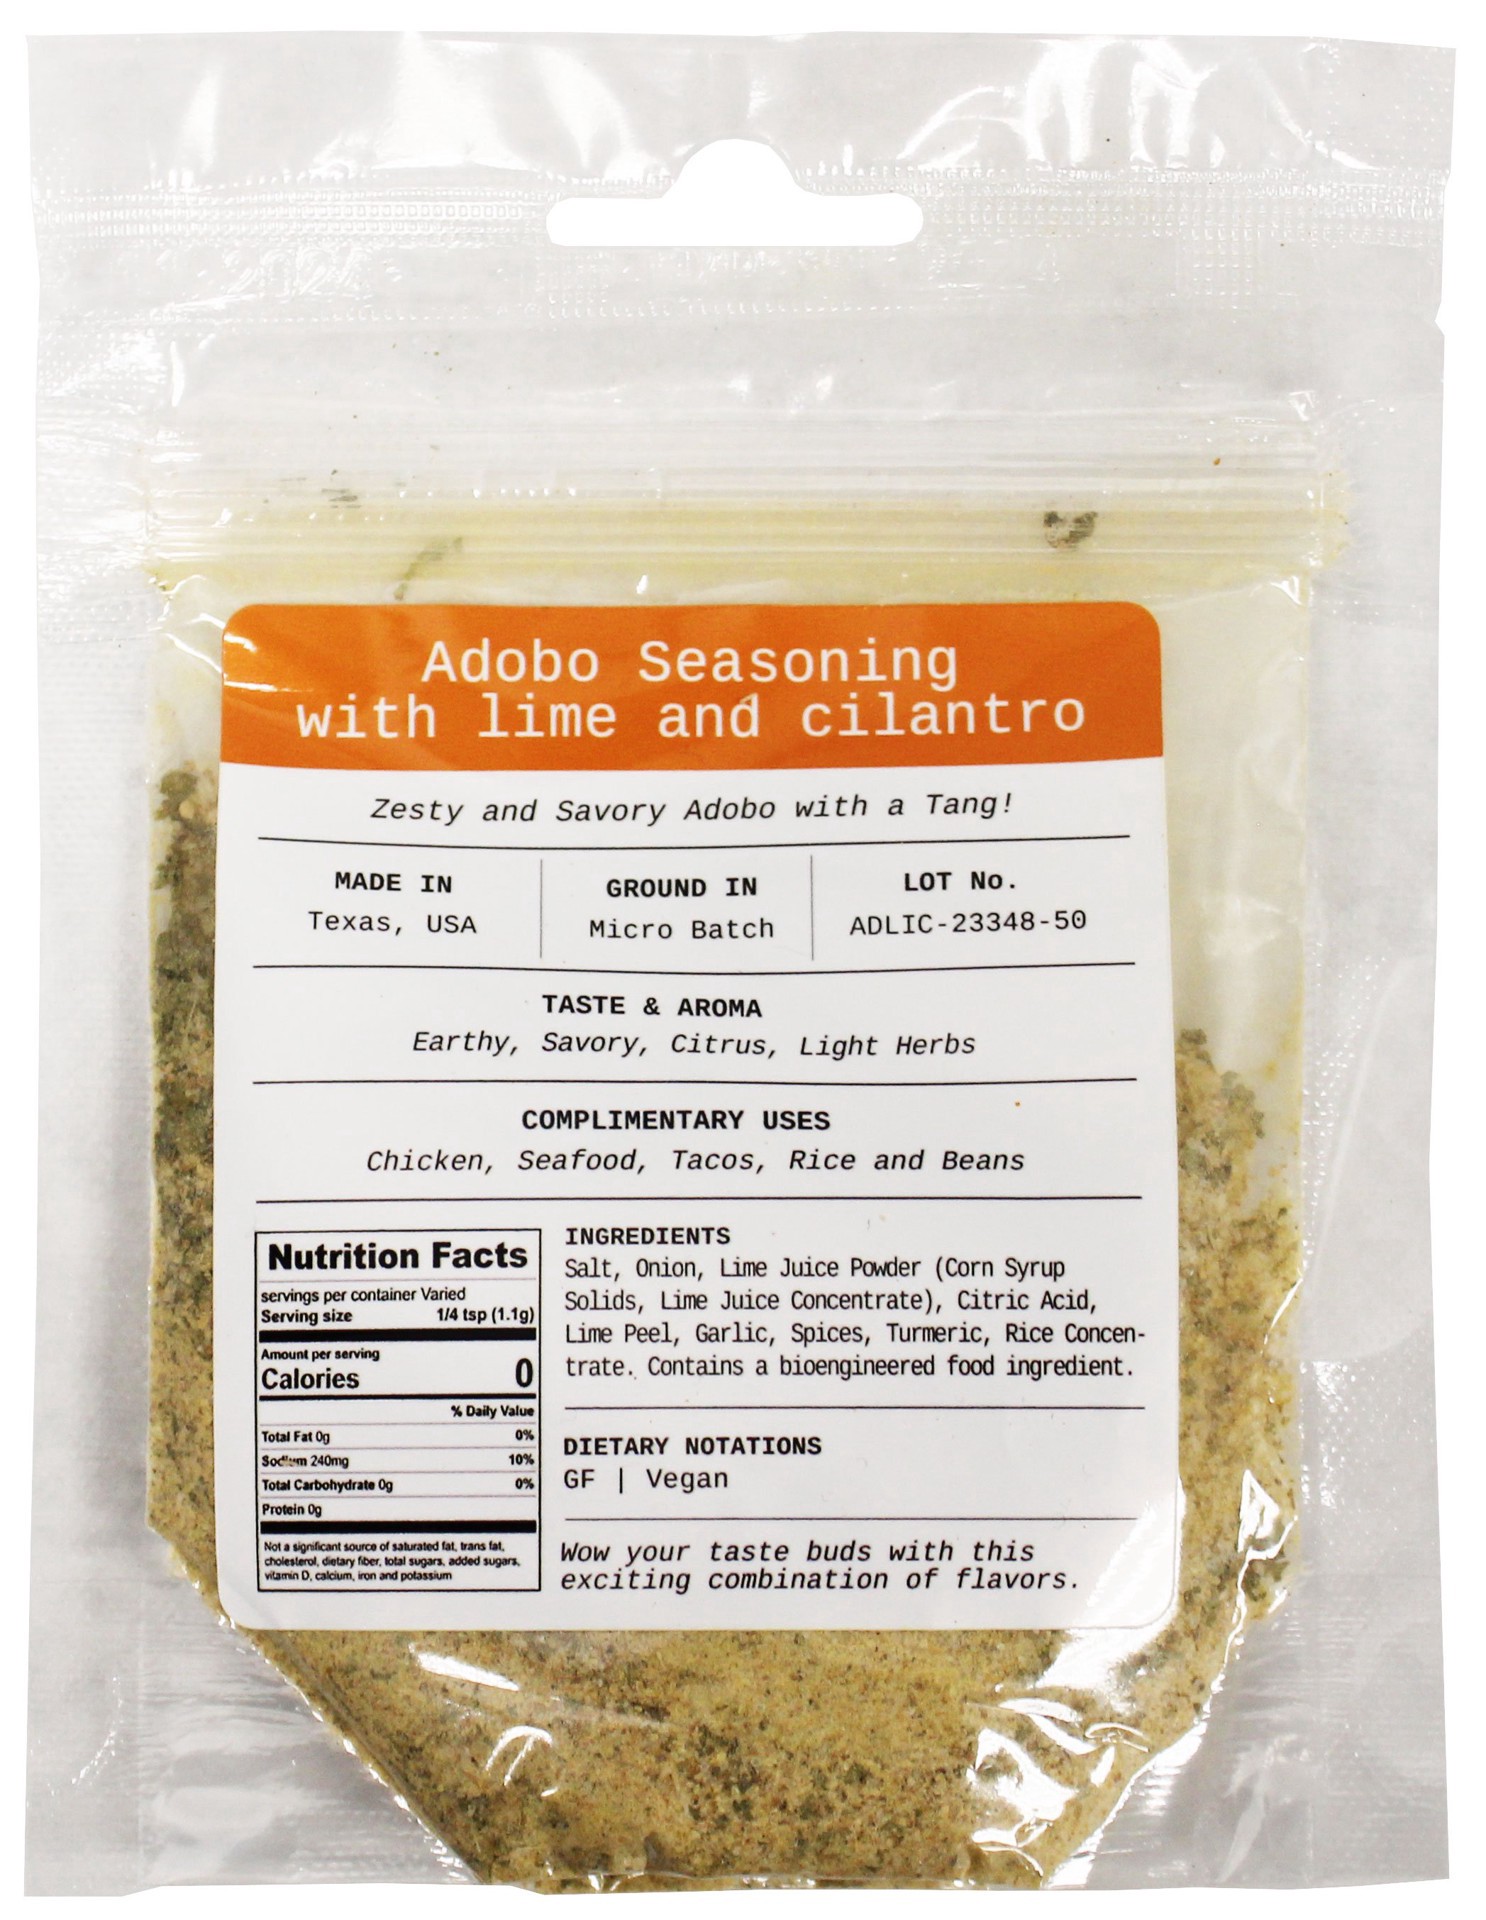 Adobo Seasoning
with lime and cilantro
Zesty and Savory Adobo with a Tang!
MADE IN
Texas, USA
GROUND IN
Micro Batch
LOT No.
ADLIC-23348-50
TASTE & AROMA
Earthy, Savory, Citrus, Light Herbs
COMPLIMENTARY USES
Chicken, Seafood, Tacos, Rice and Beans
Nutrition Facts
servings per container Varied
Serving size 1/4 tsp (1.1g)
Amount per serving
Calories 0
% Daily Value
Total Fat 0g 0%
Sodium 240mg 10%
Total Carbohydrate 0g 0%
Protein 0g
Not a significant source of saturated fat, trans fat,
cholesterol, dietary fiber, total sugars, added sugars,
vitamin D, calcium, iron and potassium
INGREDIENTS
Salt, Onion, Lime Juice Powder (Corn Syrup
Solids, Lime Juice Concentrate), Citric Acid,
Lime Peel, Garlic, Spices, Turmeric, Rice Concen-
trate. Contains a bioengineered food ingredient.
DIETARY NOTATIONS
GF | Vegan
Wow your taste buds with this
exciting combination of flavors.